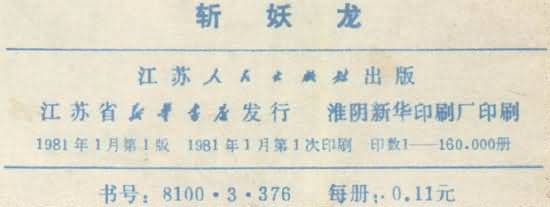 斩妖龙
江苏人民出版社出版
江苏省新华书店发行 淮阴新华印刷厂印刷
1981年1月第1版 1981年1月第1次印刷 印数1——160.000册
书号:8100·3·376 每册:0.11元